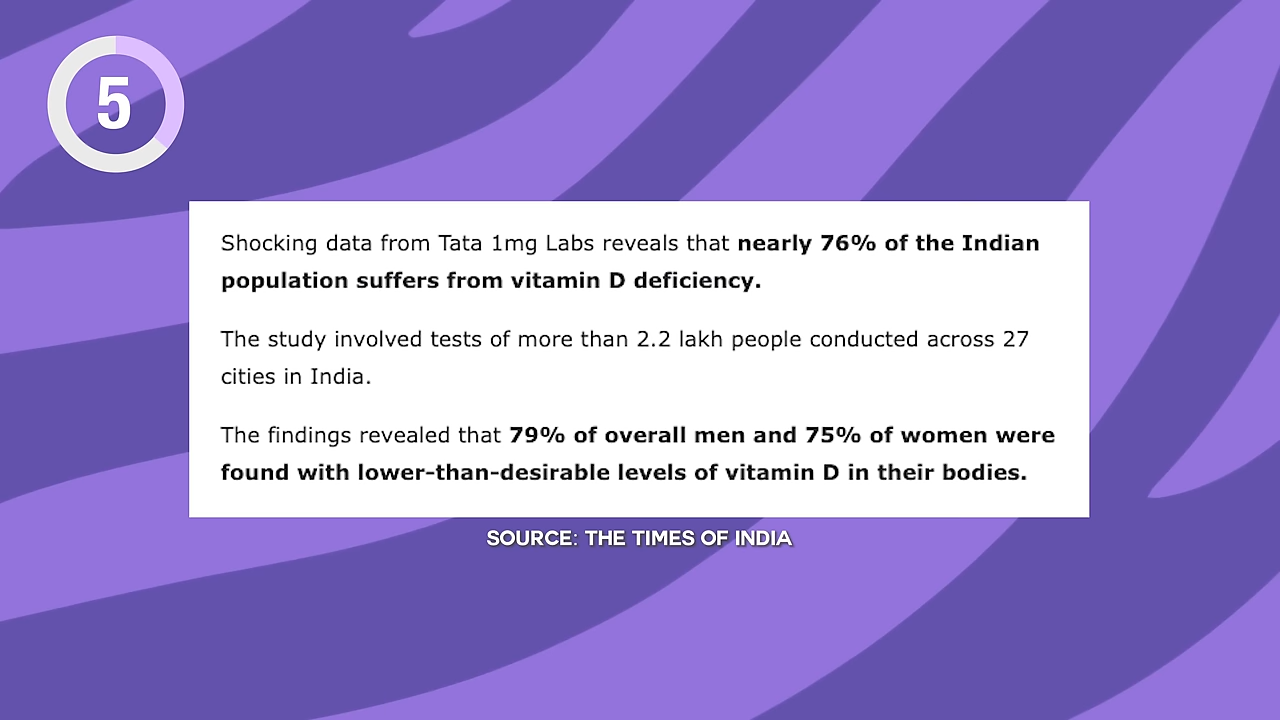 5
Shocking data from Tata 1mg Labs reveals that nearly 76% of the Indian
population suffers from vitamin D deficiency.
The study involved tests of more than 2.2 lakh people conducted across 27
cities in India.
The findings revealed that 79% of overall men and 75% of women were
found with lower-than-desirable levels of vitamin D in their bodies.
SOURCE: THE TIMES OF INDIA